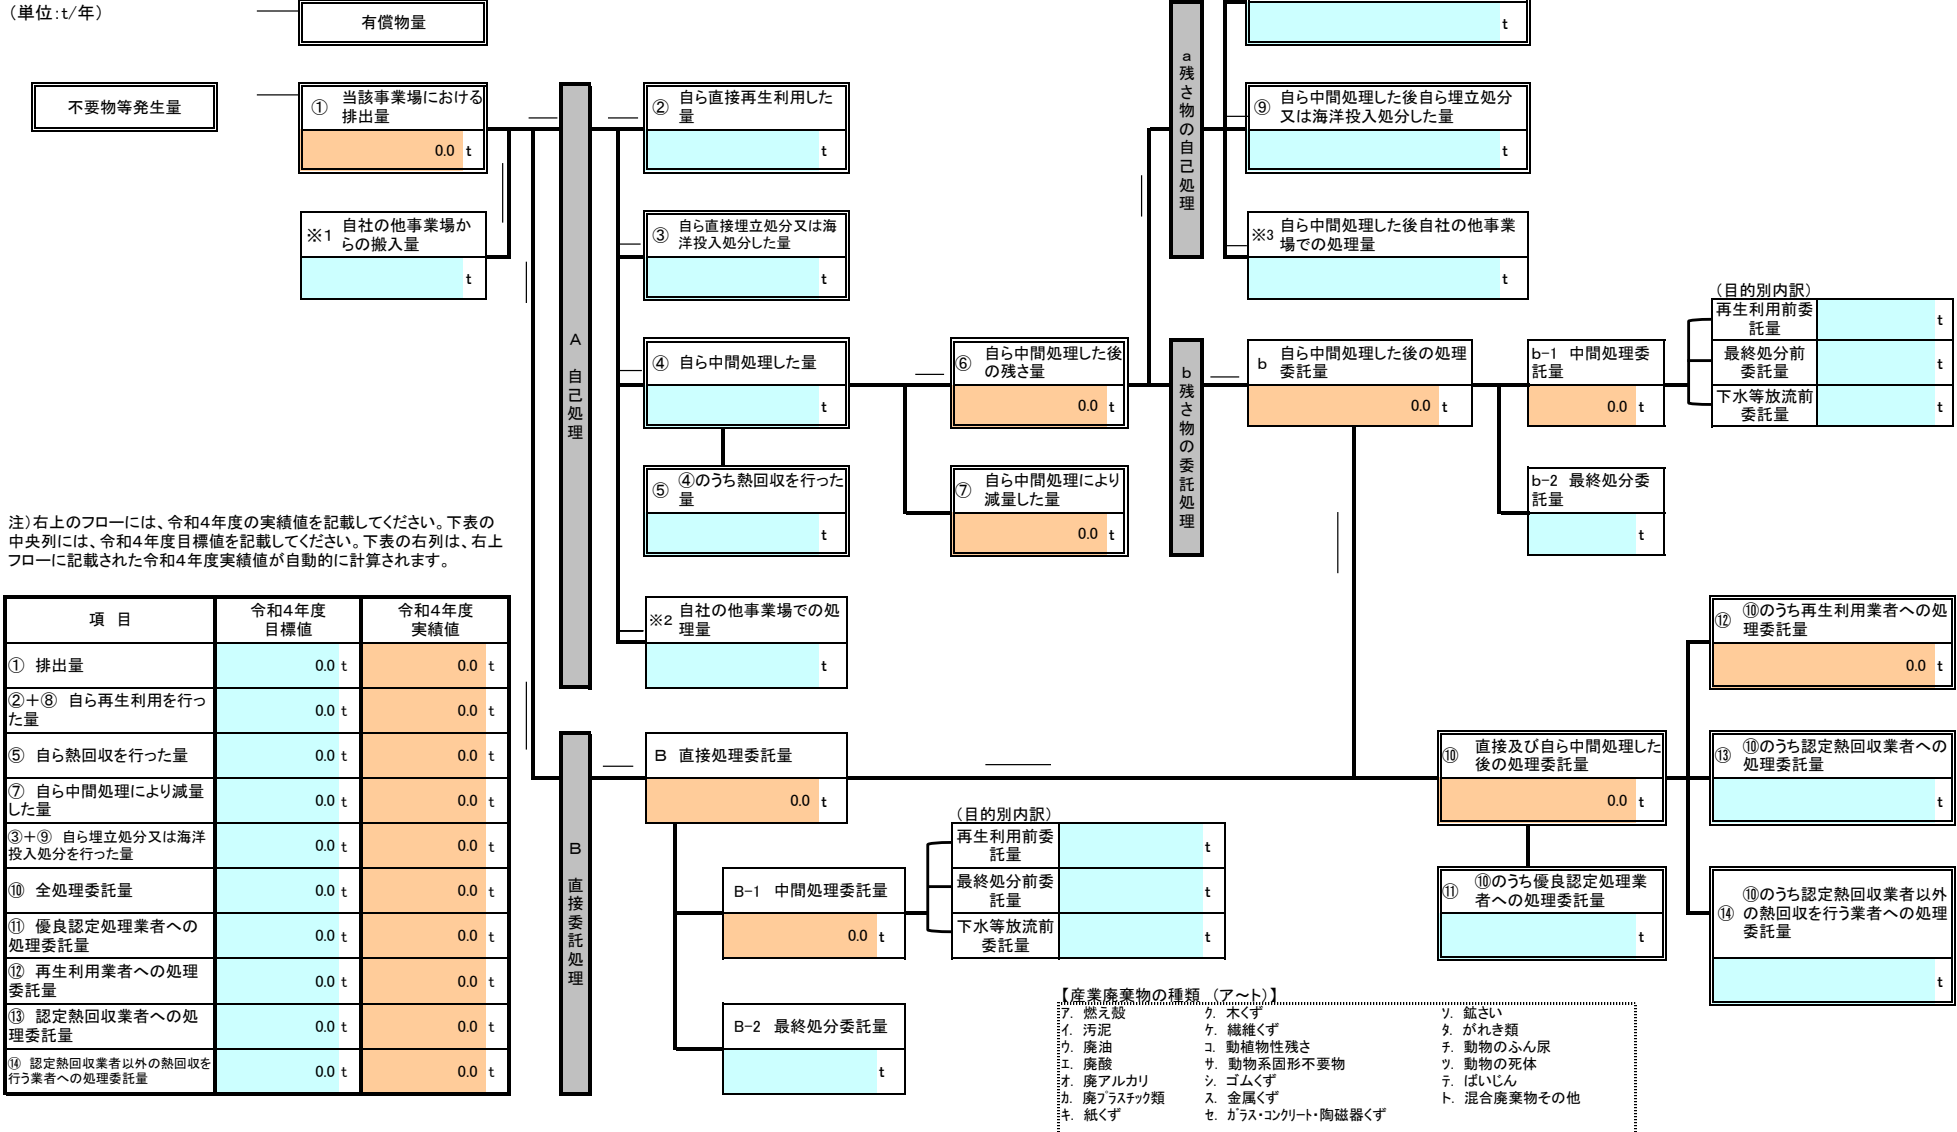 （単位：t/年）
有償物量
不要物等発生量
① 当該事業場における
排出量
0.0 t
※1 自社の他事業場か
らの搬入量
t
A 自己処理
② 自ら直接再生利用した
量
t
③ 自ら直接埋立処分又は海
洋投入処分した量
t
④ 自ら中間処理した量
t
⑤ ④のうち熱回収を行った
量
t
※2 自社の他事業場での処
理量
t
⑥ 自ら中間処理した後
の残さ量
0.0 t
⑦ 自ら中間処理により
減量した量
0.0 t
a 残さ物の自己処理
t
⑨ 自ら中間処理した後自ら埋立処分
又は海洋投入処分した量
t
※3 自ら中間処理した後自社の他事業
場での処理量
t
b 残さ物の委託処理
b 自ら中間処理した後の処理
委託量
0.0 t
b-1 中間処理委
託量
0.0 t
b-2 最終処分委
託量
t
（目的別内訳）
再生利用前委
託量
t
最終処分前
委託量
t
下水等放流前
委託量
t
注）右上のフローには、令和4年度の実績値を記載してください。下表の
中央列には、令和4年度目標値を記載してください。下表の右列は、右上
フローに記載された令和4年度実績値が自動的に計算されます。
項 目 令和4年度
目標値 令和4年度
実績値
① 排出量 0.0 t 0.0 t
②＋⑧ 自ら再生利用を行っ
た量 0.0 t 0.0 t
⑤ 自ら熱回収を行った量 0.0 t 0.0 t
⑦ 自ら中間処理により減量
した量 0.0 t 0.0 t
③＋⑨ 自ら埋立処分又は海洋
投入処分を行った量 0.0 t 0.0 t
⑩ 全処理委託量 0.0 t 0.0 t
⑪ 優良認定処理業者への
処理委託量 0.0 t 0.0 t
⑫ 再生利用業者への処理
委託量 0.0 t 0.0 t
⑬ 認定熱回収業者への処
理委託量 0.0 t 0.0 t
⑭ 認定熱回収業者以外の熱回収を
行う業者への処理委託量 0.0 t 0.0 t
B 直接委託処理
B 直接処理委託量
0.0 t
B-1 中間処理委託量
0.0 t
B-2 最終処分委託量
t
（目的別内訳）
再生利用前委
託量
t
最終処分前委
託量
t
下水等放流前
委託量
t
⑩ 直接及び自ら中間処理した
後の処理委託量
0.0 t
⑪ ⑩のうち優良認定処理業
者への処理委託量
t
⑫ ⑩のうち再生利用業者への処
理委託量
0.0 t
⑬ ⑩のうち認定熱回収業者への
処理委託量
t
⑭ ⑩のうち認定熱回収業者以外
の熱回収を行う業者への処理
委託量
t
【産業廃棄物の種類 （ア～ト）】
ア. 燃え殻 ク. 木くず ソ. 鉱さい
イ. 汚泥 ケ. 繊維くず タ. がれき類
ウ. 廃油 コ. 動植物性残さ チ. 動物のふん尿
エ. 廃酸 サ. 動物系固形不要物 ツ. 動物の死体
オ. 廃アルカリ シ. ゴムくず テ. ばいじん
カ. 廃プラスチック類 ス. 金属くず ト. 混合廃棄物その他
キ. 紙くず セ. ガラス・コンクリート・陶磁器くず